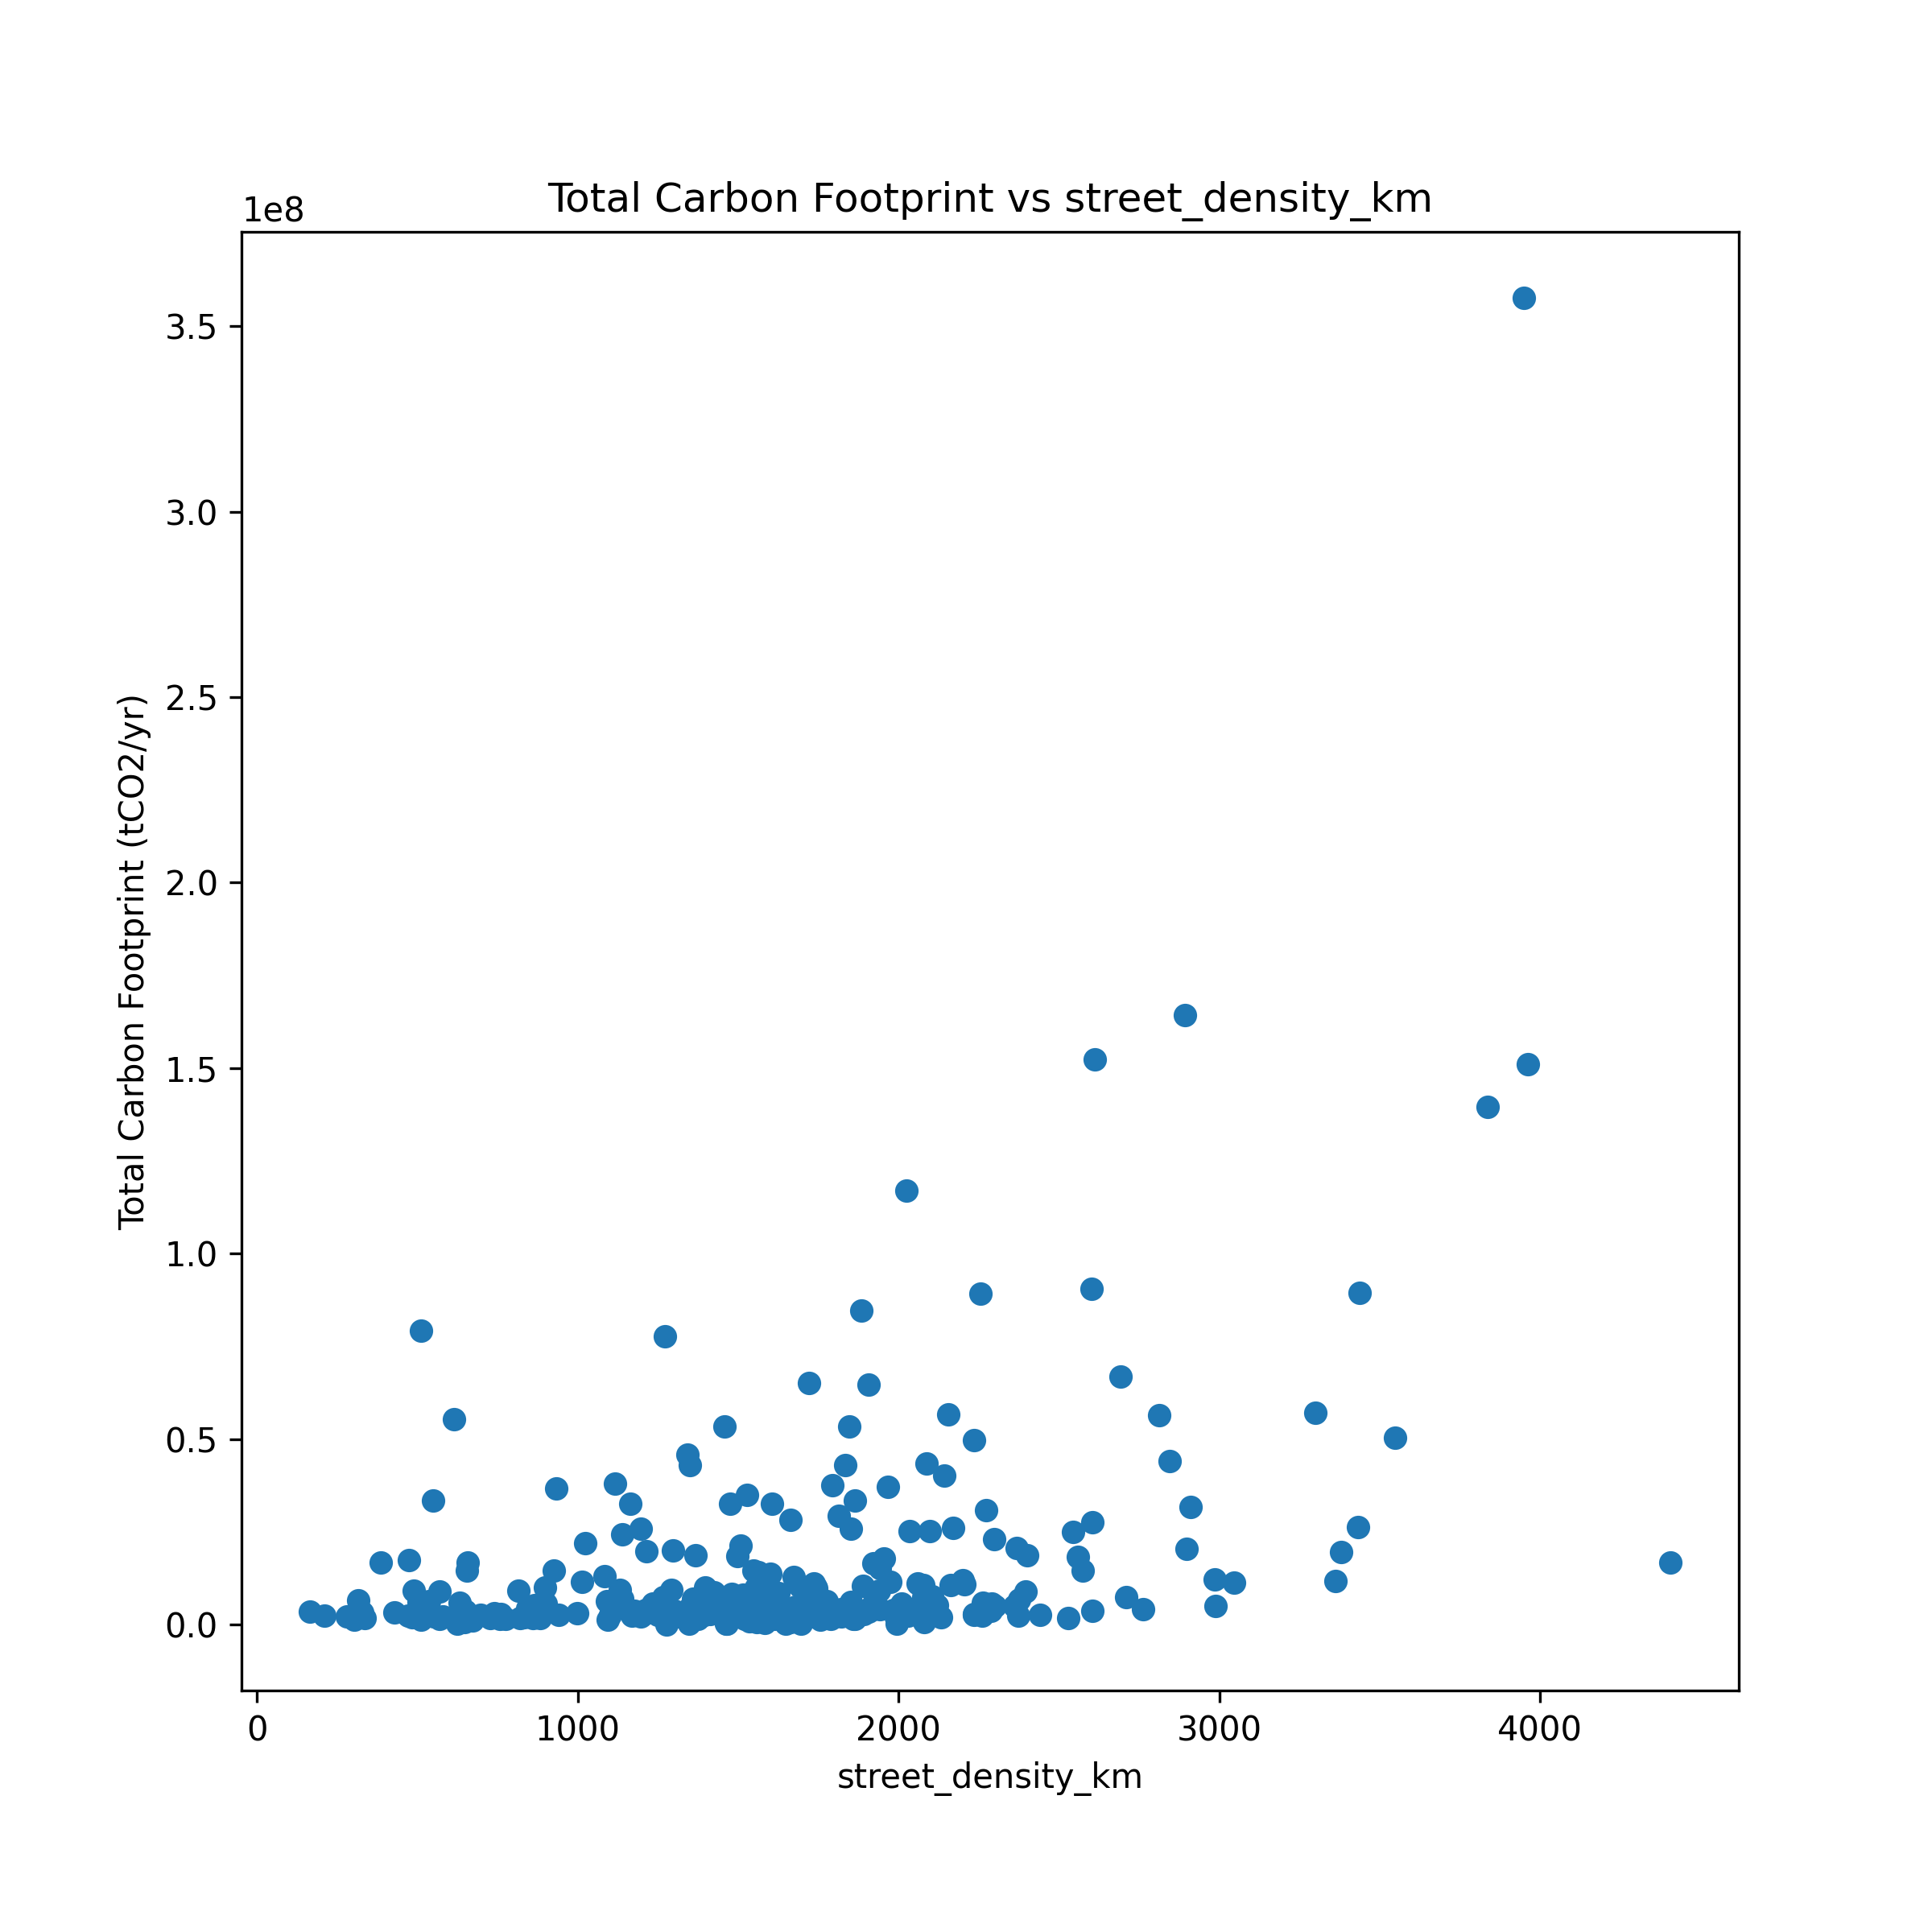 Total Carbon Footprint vs street_density_km
1e8
3.5
3.0
2.5
2.0
1.5
1.0
0.5
0.0
Total Carbon Footprint (tCO2/yr)
0 1000 2000 3000 4000
street_density_km